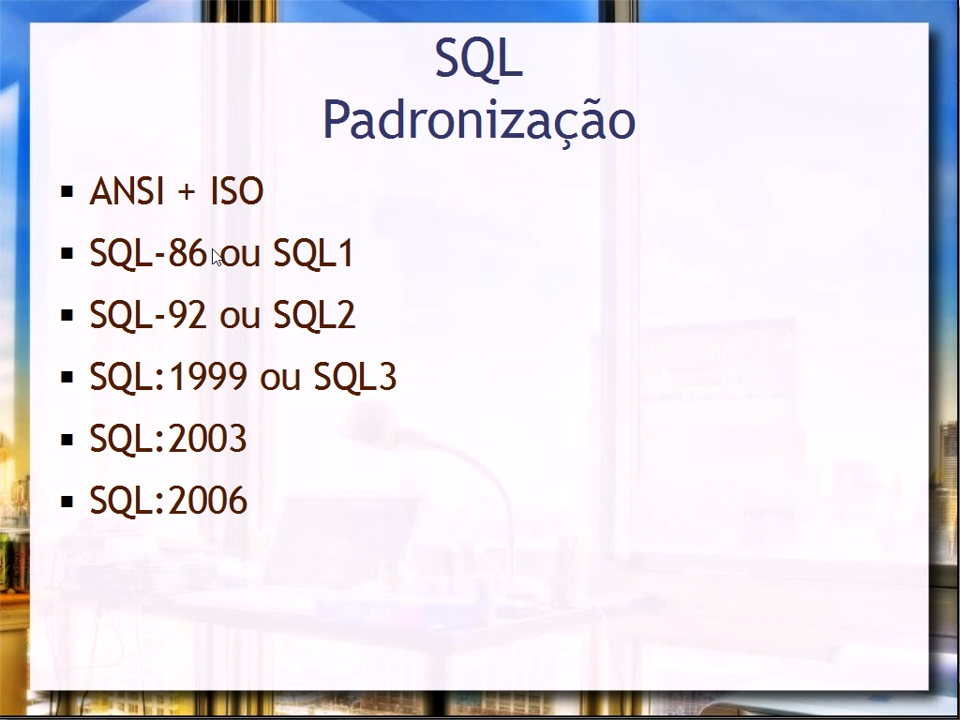 SQL
Padronização
▪ ANSI + ISO
▪ SQL-86 ou SQL1
▪ SQL-92 ou SQL2
▪ SQL:1999 ou SQL3
▪ SQL:2003
▪ SQL:2006